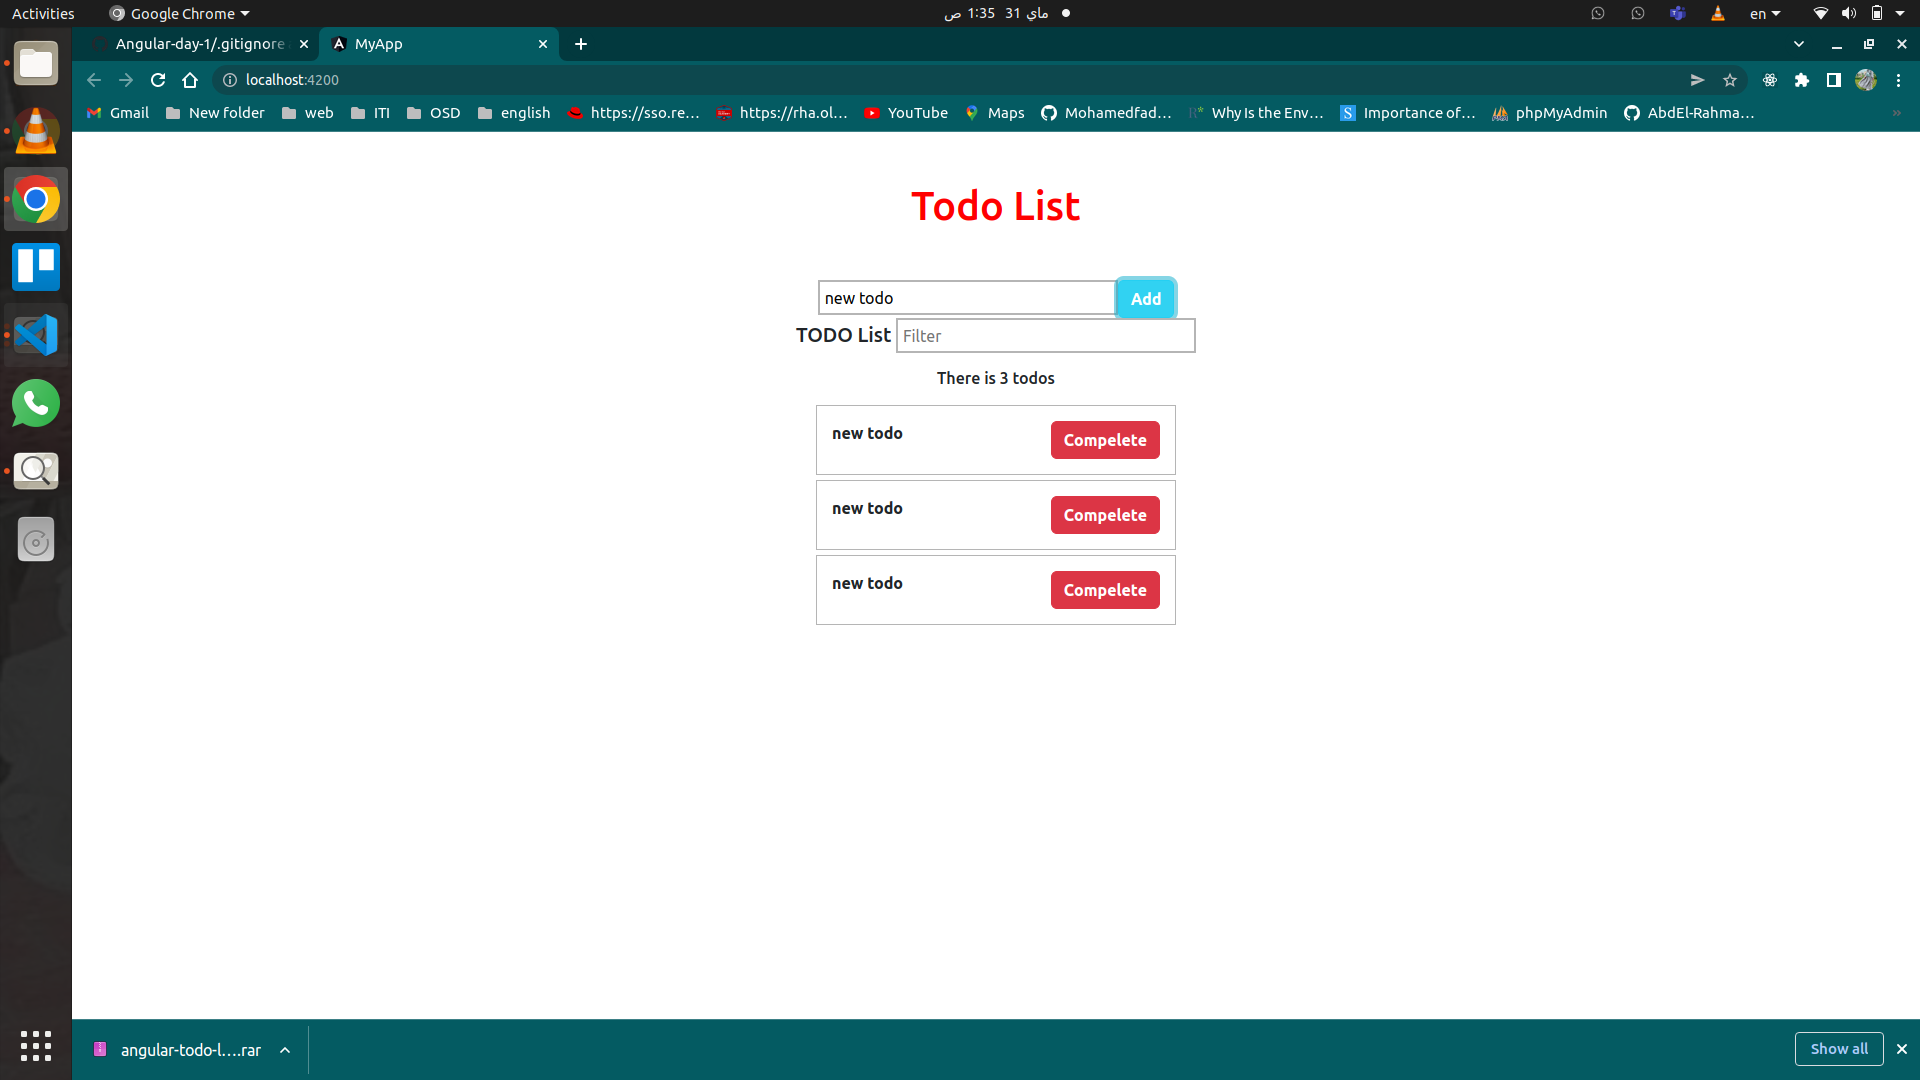 Activities
Google Chrome
ماي 31 1:35 ص
en
Angular-day-1/.gitignore
MyApp
localhost:4200
Gmail
New folder
web
ITI
OSD
english
https://sso.re...
https://rha.ol...
YouTube
Maps
Mohamedfad...
Why Is the Env...
Importance of...
phpMyAdmin
AbdEl-Rahma...
Todo List
new todo
Add
TODO List
Filter
There is 3 todos
new todo
Compelete
new todo
Compelete
new todo
Compelete
angular-todo-l....rar
Show all